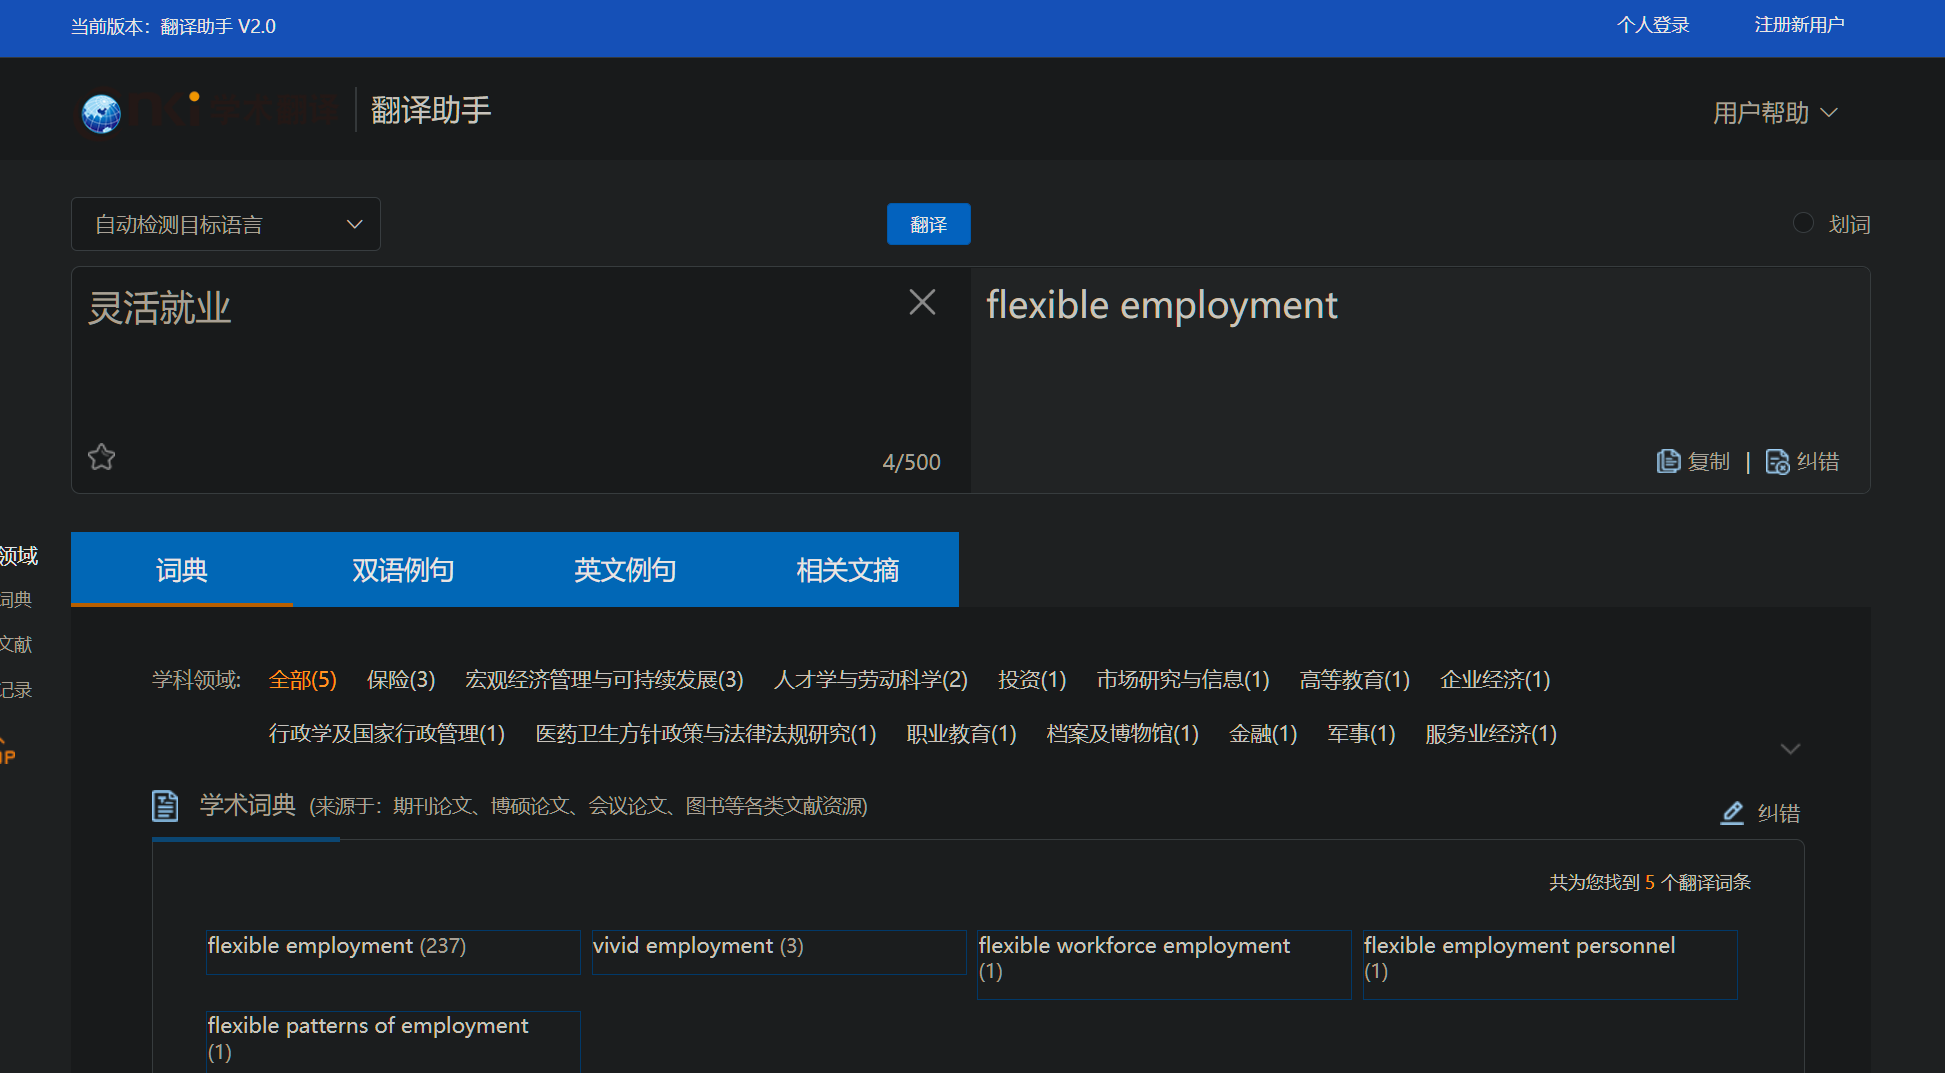 当前版本：翻译助手 V2.0
个人登录 注册新用户
翻译助手
用户帮助
自动检测目标语言
翻译
划词
灵活就业
flexible employment
4/500
复制 | 纠错
领域
词典
文献
记录
词典 双语例句 英文例句 相关文摘
学科领域: 全部(5) 保险(3) 宏观经济管理与可持续发展(3) 人才学与劳动科学(2) 投资(1) 市场研究与信息(1) 高等教育(1) 企业经济(1)
行政学及国家行政管理(1) 医药卫生方针政策与法律法规研究(1) 职业教育(1) 档案及博物馆(1) 金融(1) 军事(1) 服务业经济(1)
学术词典 (来源于：期刊论文、博硕论文、会议论文、图书等各类文献资源)
纠错
共为您找到 5 个翻译词条
flexible employment (237)
vivid employment (3)
flexible workforce employment
(1)
flexible employment personnel
(1)
flexible patterns of employment
(1)